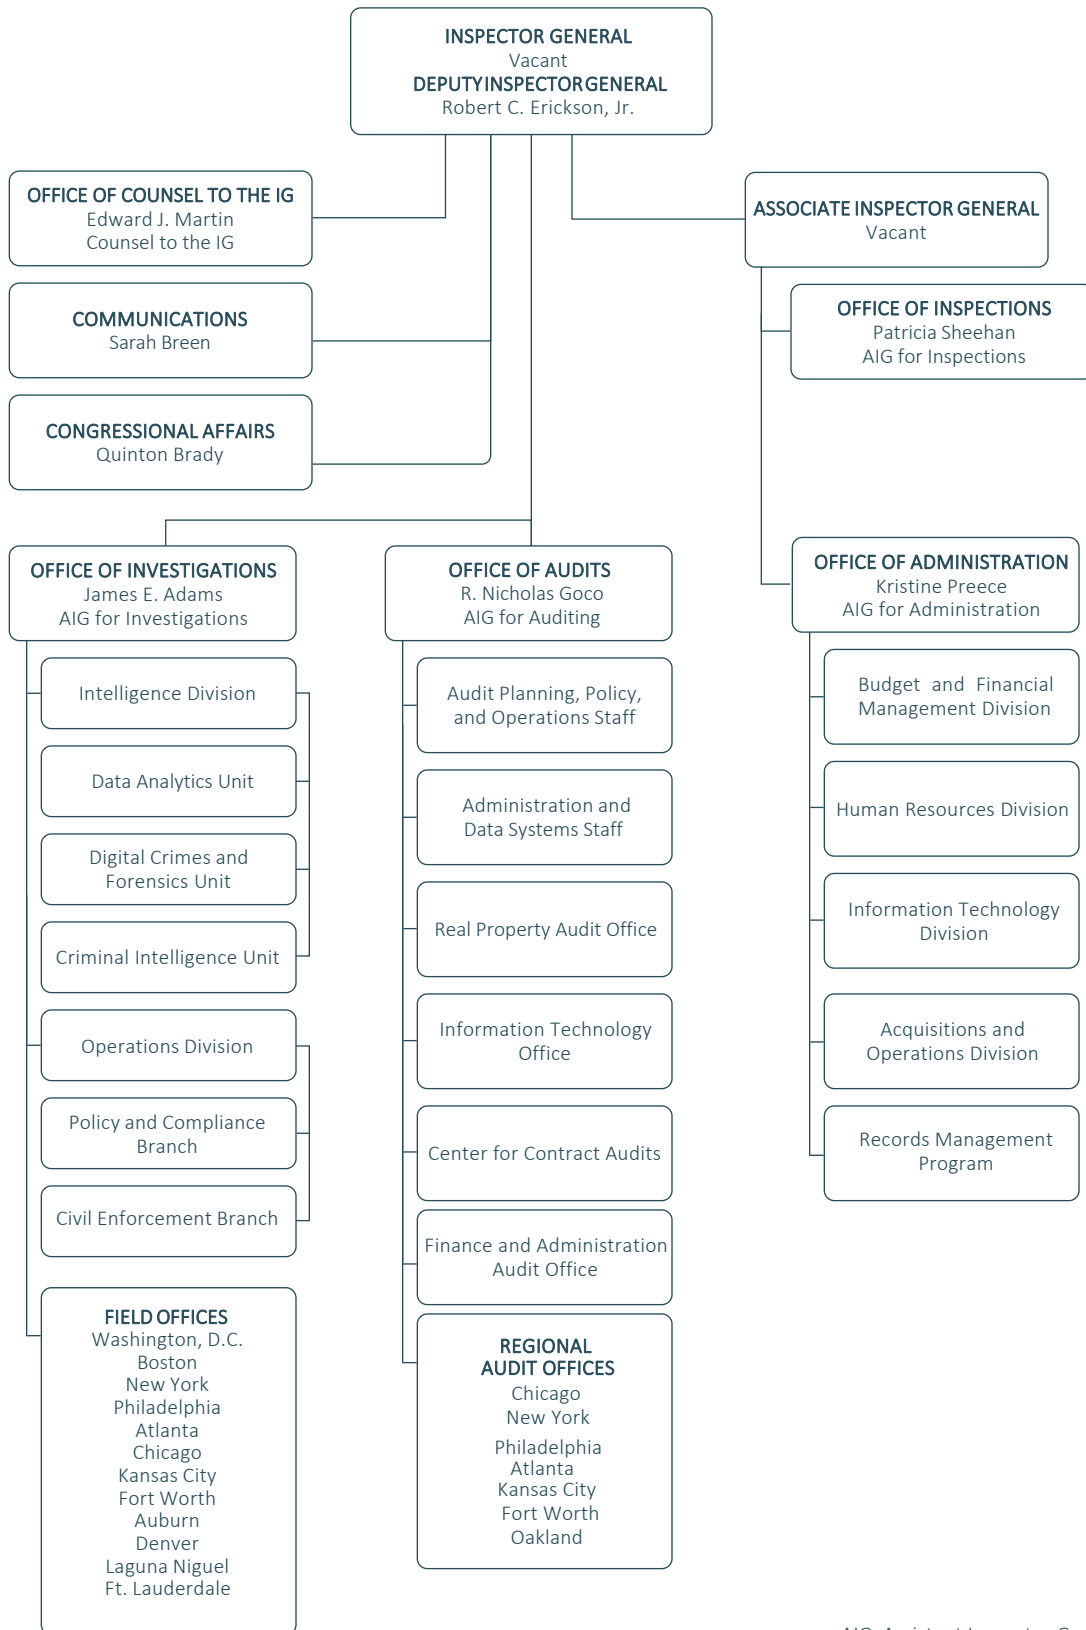 INSPECTOR GENERAL
Vacant
DEPUTY INSPECTOR GENERAL
Robert C. Erickson, Jr.
OFFICE OF COUNSEL TO THE IG
Edward J. Martin
Counsel to the IG
ASSOCIATE INSPECTOR GENERAL
Vacant
COMMUNICATIONS
Sarah Breen
OFFICE OF INSPECTIONS
Patricia Sheehan
AIG for Inspections
CONGRESSIONAL AFFAIRS
Quinton Brady
OFFICE OF INVESTIGATIONS
James E. Adams
AIG for Investigations
Intelligence Division
Data Analytics Unit
Digital Crimes and
Forensics Unit
Criminal Intelligence Unit
Operations Division
Policy and Compliance
Branch
Civil Enforcement Branch
FIELD OFFICES
Washington, D.C.
Boston
New York
Philadelphia
Atlanta
Chicago
Kansas City
Fort Worth
Auburn
Denver
Laguna Niguel
Ft. Lauderdale
OFFICE OF AUDITS
R. Nicholas Goco
AIG for Auditing
Audit Planning, Policy,
and Operations Staff
Administration and
Data Systems Staff
Real Property Audit Office
Information Technology
Office
Center for Contract Audits
Finance and Administration
Audit Office
REGIONAL
AUDIT OFFICES
Chicago
New York
Philadelphia
Atlanta
Kansas City
Fort Worth
Oakland
OFFICE OF ADMINISTRATION
Kristine Preece
AIG for Administration
Budget and Financial
Management Division
Human Resources Division
Information Technology
Division
Acquisitions and
Operations Division
Records Management
Program